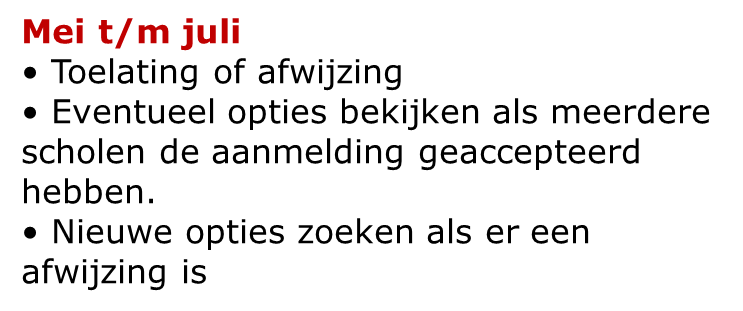 Mei t/m juli
• Toelating of afwijzing
• Eventueel opties bekijken als meerdere
scholen de aanmelding geaccepteerd
hebben.
• Nieuwe opties zoeken als er een
afwijzing is